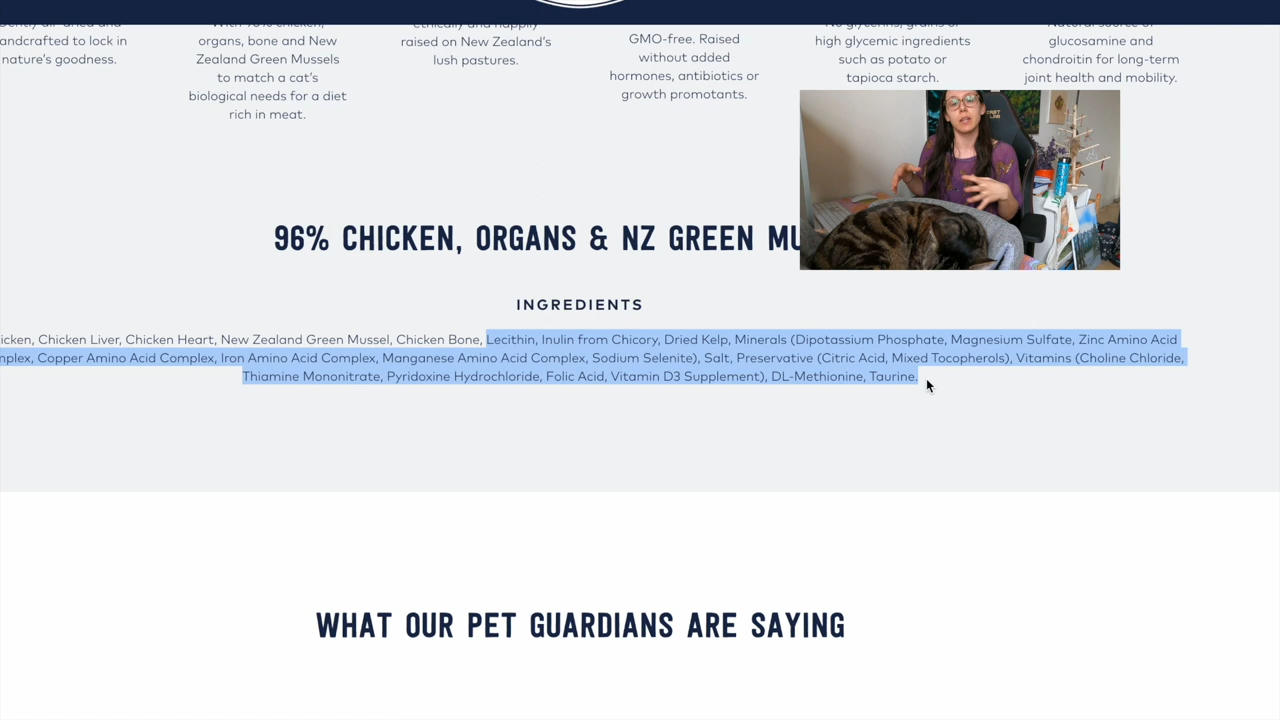 andcrafted to lock in
nature's goodness.
organs, bone and New
Zealand Green Mussels
to match a cat's
biological needs for a diet
rich in meat.
raised on New Zealand's
lush pastures.
GMO-free. Raised
without added
hormones, antibiotics or
growth promotants.
high glycemic ingredients
such as potato or
tapioca starch.
glucosamine and
chondroitin for long-term
joint health and mobility.
96% CHICKEN, ORGANS & NZ GREEN MU
INGREDIENTS
icken, Chicken Liver, Chicken Heart, New Zealand Green Mussel, Chicken Bone, Lecithin, Inulin from Chicory, Dried Kelp, Minerals (Dipotassium Phosphate, Magnesium Sulfate, Zinc Amino Acid
mplex, Copper Amino Acid Complex, Iron Amino Acid Complex, Manganese Amino Acid Complex, Sodium Selenite), Salt, Preservative (Citric Acid, Mixed Tocopherols), Vitamins (Choline Chloride,
Thiamine Mononitrate, Pyridoxine Hydrochloride, Folic Acid, Vitamin D3 Supplement), DL-Methionine, Taurine.
WHAT OUR PET GUARDIANS ARE SAYING